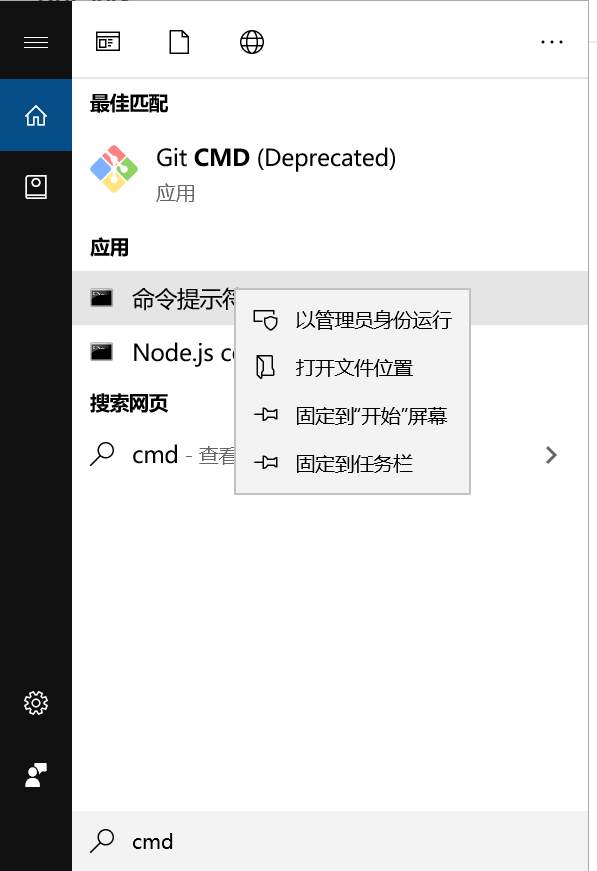 最佳匹配
Git CMD (Deprecated)
应用
应用
命令提示符
以管理员身份运行
Node.js
打开文件位置
搜索网页
固定到“开始”屏幕
cmd - 查看
固定到任务栏
cmd